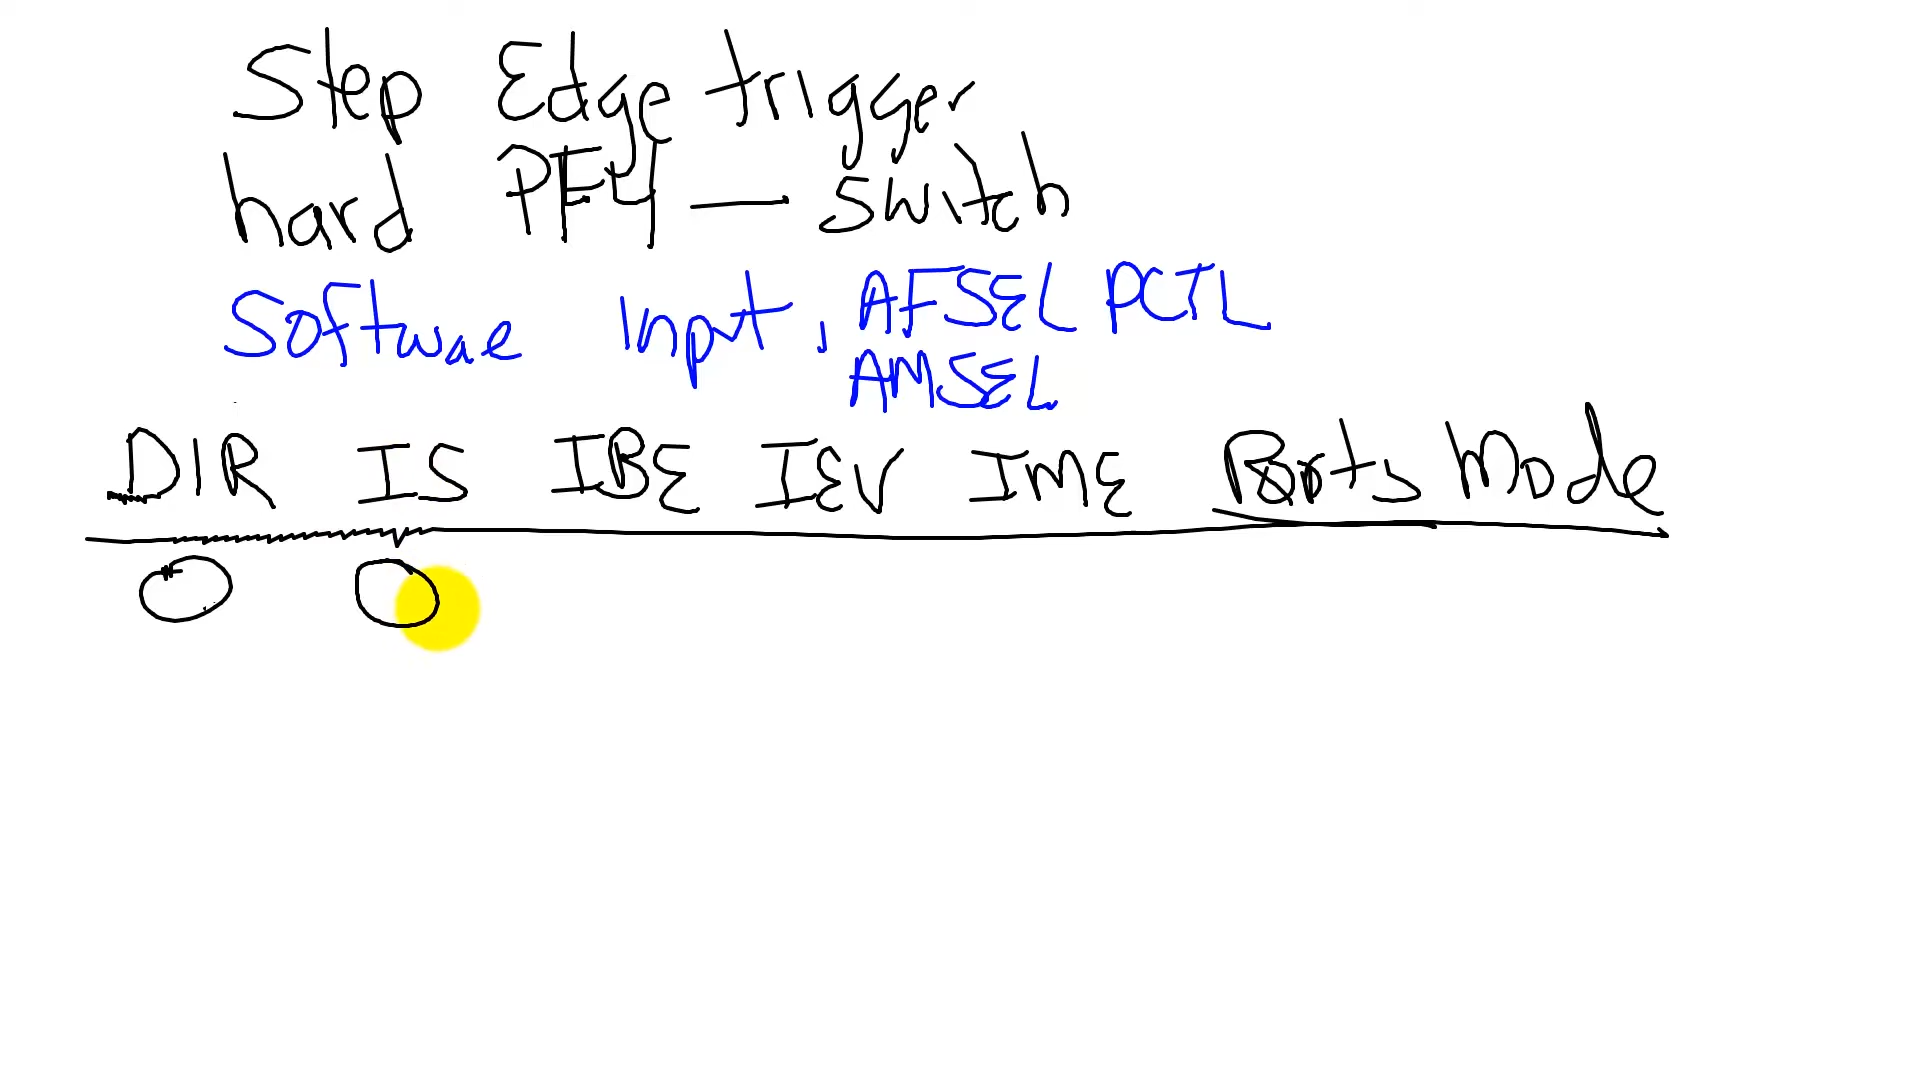 Step Edge trigger
hard PF4 — switch
Softwae Input, AFSEL PCTL
AMSEL
DIR IS IBE IEV IME Ports Mode
0 0